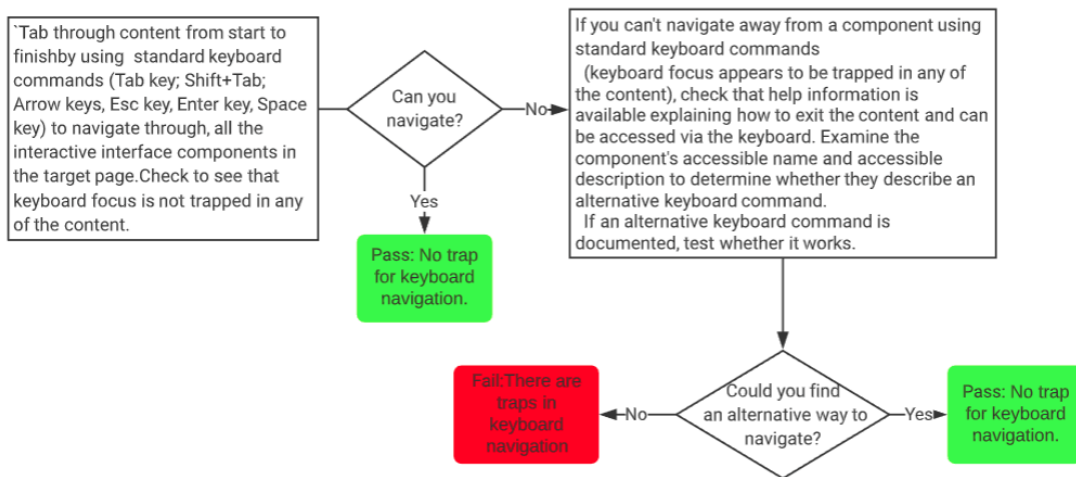 `Tab through content from start to
finishby using  standard keyboard
commands (Tab key; Shift+Tab;
Arrow keys, Esc key, Enter key, Space
key) to navigate through, all the
interactive interface components in
the target page.Check to see that
keyboard focus is not trapped in any
of the content.
Can you
navigate?
No
Yes
Pass: No trap
for keyboard
navigation.
If you can't navigate away from a component using
standard keyboard commands
(keyboard focus appears to be trapped in any of
the content), check that help information is
available explaining how to exit the content and can
be accessed via the keyboard. Examine the
component's accessible name and accessible
description to determine whether they describe an
alternative keyboard command.
If an alternative keyboard command is
documented, test whether it works.
Could you find
an alternative way to
navigate?
No
Fail:There are
traps in
keyboard
navigation
Yes
Pass: No trap
for keyboard
navigation.